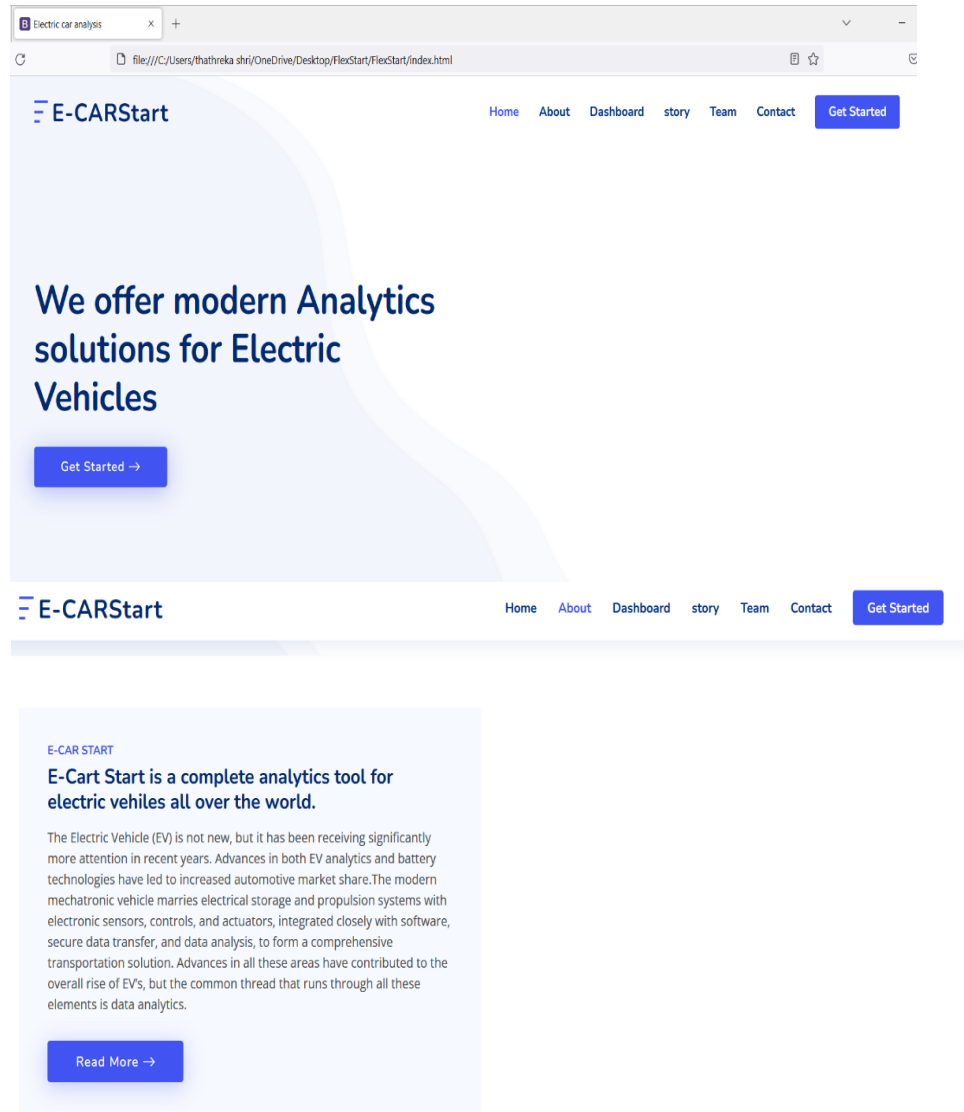 Electric car analysis
file:///C:/Users/thathreka shri/OneDrive/Desktop/FlexStart/FlexStart/index.html
E-CARStart Home About Dashboard story Team Contact Get Started
We offer modern Analytics
solutions for Electric
Vehicles
Get Started →
E-CARStart Home About Dashboard story Team Contact Get Started
E-CAR START
E-Cart Start is a complete analytics tool for
electric vehiles all over the world.
The Electric Vehicle (EV) is not new, but it has been receiving significantly
more attention in recent years. Advances in both EV analytics and battery
technologies have led to increased automotive market share.The modern
mechatronic vehicle marries electrical storage and propulsion systems with
electronic sensors, controls, and actuators, integrated closely with software,
secure data transfer, and data analysis, to form a comprehensive
transportation solution. Advances in all these areas have contributed to the
overall rise of EV's, but the common thread that runs through all these
elements is data analytics.
Read More →